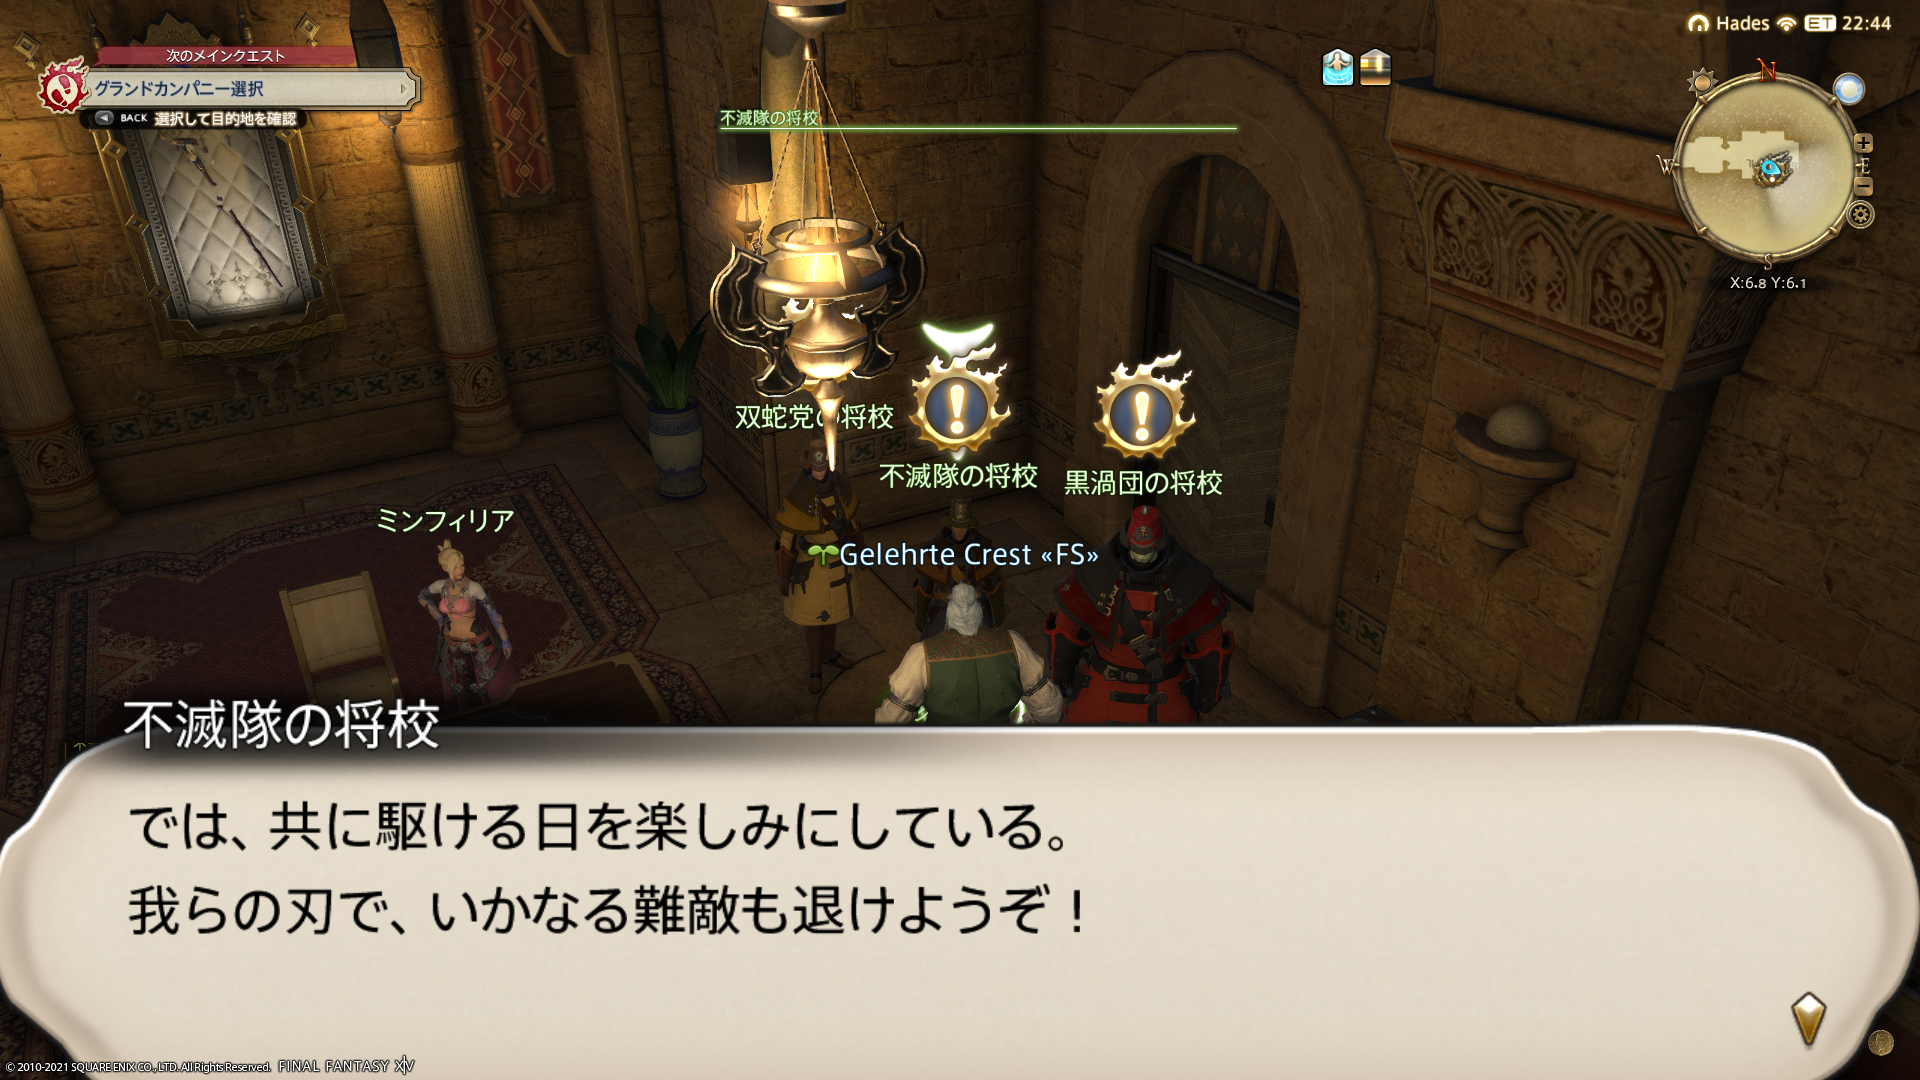 次のメインクエスト
グランドカンパニー選択
BACK 選択して目的地を確認
Hades ET 22:44
不滅隊の将校
N
W
E
S
X:6.8 Y:6.1
双蛇党の将校
不滅隊の将校
黒渦団の将校
ミンフィリア
Gelehrte Crest «FS»
不滅隊の将校
では、共に駆ける日を楽しみにしている。
我らの刃で、いかなる難敵も退けようぞ！
© 2010-2021 SQUARE ENIX CO., LTD. All Rights Reserved. FINAL FANTASY XIV